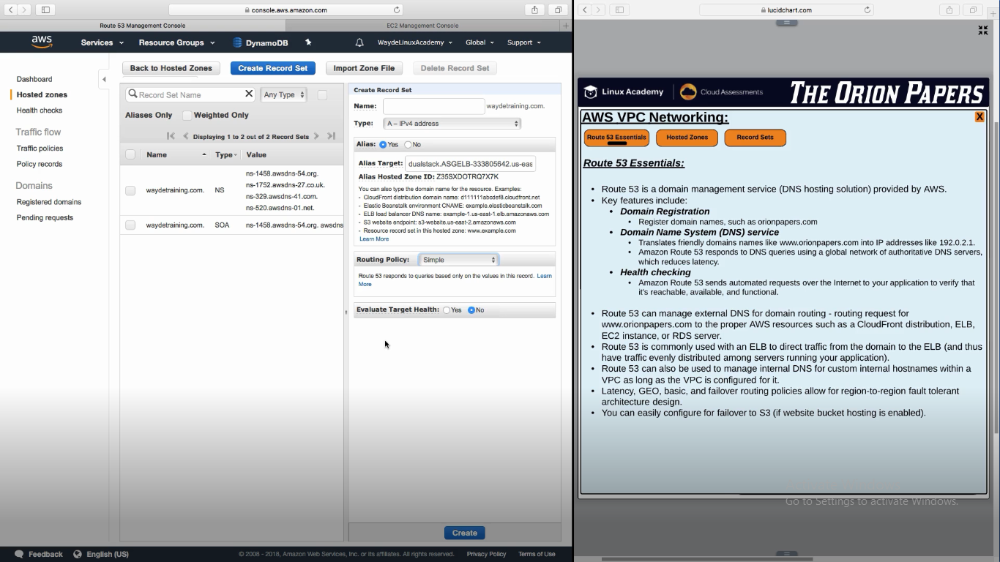 console.aws.amazon.com
Route 53 Management Console
EC2 Management Console
aws
Services
Resource Groups
DynamoDB
WaydeLinuxAcademy
Global
Support
Dashboard
Hosted zones
Health checks
Traffic flow
Traffic policies
Policy records
Domains
Registered domains
Pending requests
Back to Hosted Zones
Create Record Set
Import Zone File
Delete Record Set
Record Set Name
Any Type
Aliases Only
Weighted Only
Displaying 1 to 2 out of 2 Record Sets
Name Type Value
waydetraining.com. NS
ns-1458.awsdns-54.org.
ns-1752.awsdns-27.co.uk.
ns-329.awsdns-41.com.
ns-520.awsdns-01.net.
waydetraining.com. SOA ns-1458.awsdns-54.org. awsdns
Create Record Set
Name: waydetraining.com.
Type: A – IPv4 address
Alias: Yes No
Alias Target: dualstack.ASGELB-333805642.us-eas
Alias Hosted Zone ID: Z35SXDOTRQ7X7K
You can also type the domain name for the resource. Examples:
- CloudFront distribution domain name: d111111abcdef8.cloudfront.net
- Elastic Beanstalk environment CNAME: example.elasticbeanstalk.com
- ELB load balancer DNS name: example-1.us-east-1.elb.amazonaws.com
- S3 website endpoint: s3-website.us-east-2.amazonaws.com
- Resource record set in this hosted zone: www.example.com
Learn More
Routing Policy: Simple
Route 53 responds to queries based only on the values in this record. Learn
More
Evaluate Target Health: Yes No
Create
Feedback
English (US)
© 2008 - 2018, Amazon Web Services, Inc. or its affiliates. All rights reserved.
Privacy Policy
Terms of Use
lucidchart.com
Linux Academy
Cloud Assessments
THE ORION PAPERS
AWS VPC Networking:
X
Route 53 Essentials
Hosted Zones
Record Sets
Route 53 Essentials:
• Route 53 is a domain management service (DNS hosting solution) provided by AWS.
• Key features include:
• Domain Registration
• Register domain names, such as orionpapers.com
• Domain Name System (DNS) service
• Translates friendly domains names like www.orionpapers.com into IP addresses like 192.0.2.1.
• Amazon Route 53 responds to DNS queries using a global network of authoritative DNS servers,
which reduces latency.
• Health checking
• Amazon Route 53 sends automated requests over the Internet to your application to verify that
it's reachable, available, and functional.
• Route 53 can manage external DNS for domain routing - routing request for
www.orionpapers.com to the proper AWS resources such as a CloudFront distribution, ELB,
EC2 instance, or RDS server.
• Route 53 is commonly used with an ELB to direct traffic from the domain to the ELB (and thus
have traffic evenly distributed among servers running your application).
• Route 53 can also be used to manage internal DNS for custom internal hostnames within a
VPC as long as the VPC is configured for it.
• Latency, GEO, basic, and failover routing policies allow for region-to-region fault tolerant
architecture design.
• You can easily configure for failover to S3 (if website bucket hosting is enabled).
Go to Settings to activate Windows.